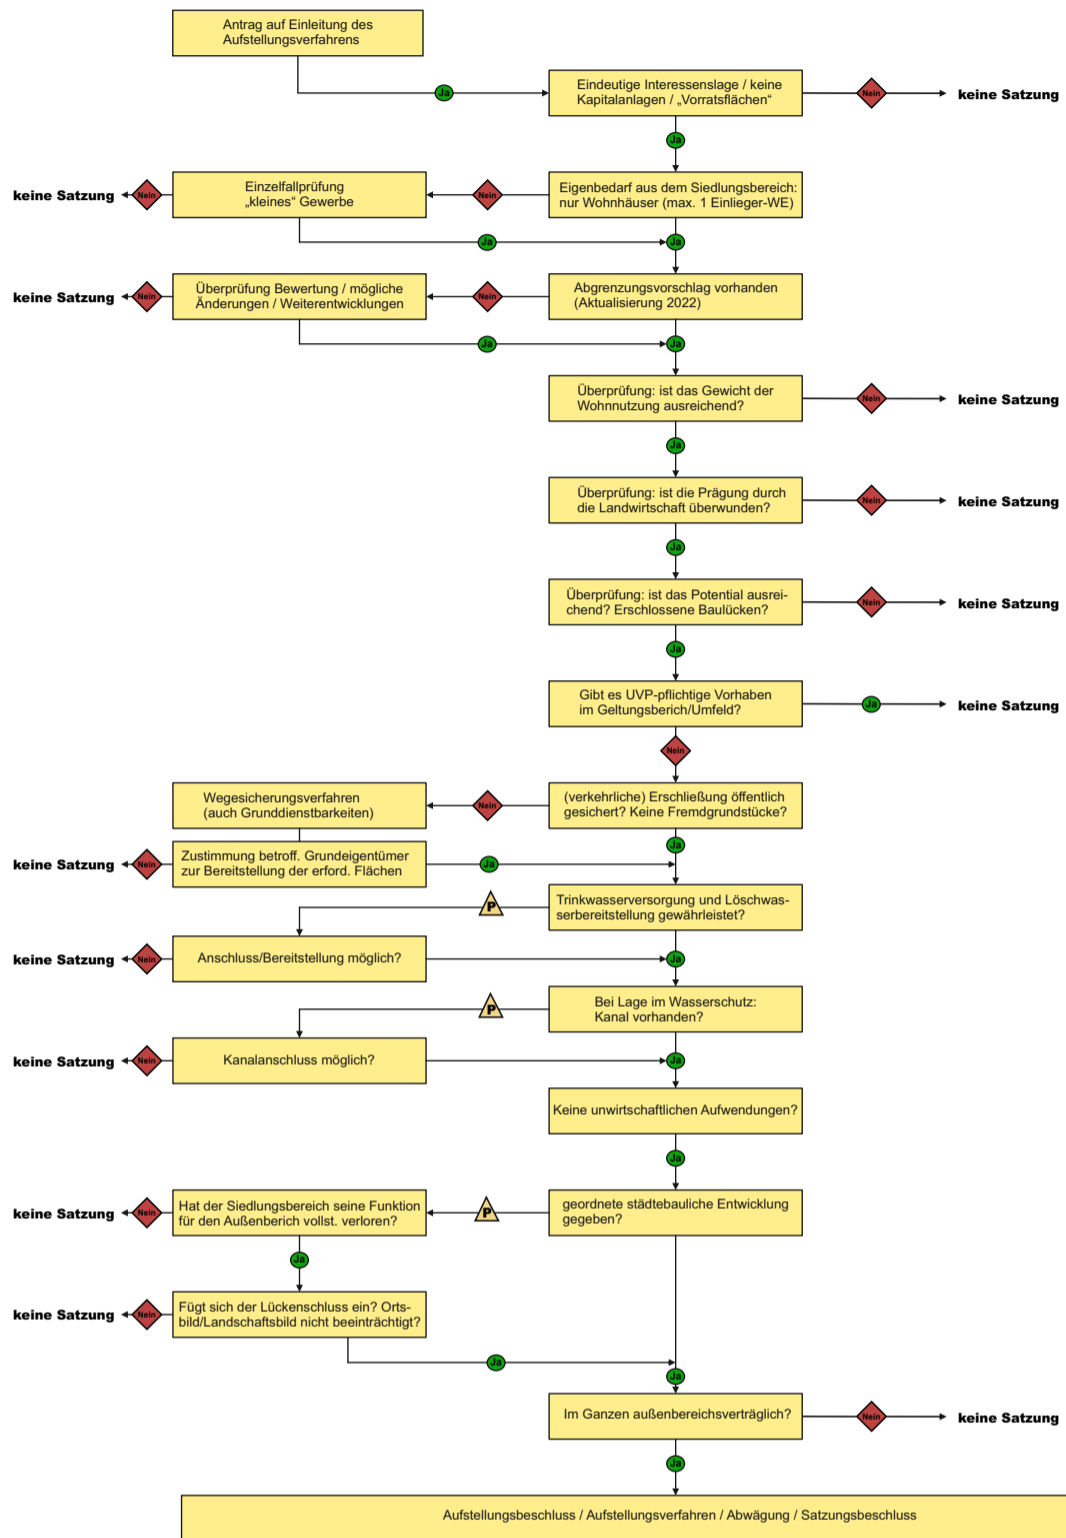 Antrag auf Einleitung des
Aufstellungsverfahrens
Ja
Eindeutige Interessenslage / keine
Kapitalanlagen / „Vorratsflächen“
Nein
keine Satzung
Ja
keine Satzung
Nein
Einzelfallprüfung
„kleines“ Gewerbe
Nein
Eigenbedarf aus dem Siedlungsbereich:
nur Wohnhäuser (max. 1 Einlieger-WE)
Ja
Ja
keine Satzung
Nein
Überprüfung Bewertung / mögliche
Änderungen / Weiterentwicklungen
Nein
Abgrenzungsvorschlag vorhanden
(Aktualisierung 2022)
Ja
Ja
Überprüfung: ist das Gewicht der
Wohnnutzung ausreichend?
Nein
keine Satzung
Ja
Überprüfung: ist die Prägung durch
die Landwirtschaft überwunden?
Nein
keine Satzung
Ja
Überprüfung: ist das Potential ausrei-
chend? Erschlossene Baulücken?
Nein
keine Satzung
Ja
Gibt es UVP-pflichtige Vorhaben
im Geltungsberich/Umfeld?
Ja
keine Satzung
Nein
Wegesicherungsverfahren
(auch Grunddienstbarkeiten)
Nein
(verkehrliche) Erschließung öffentlich
gesichert? Keine Fremdgrundstücke?
Ja
keine Satzung
Nein
Zustimmung betroff. Grundeigentümer
zur Bereitstellung der erford. Flächen
Ja
P
Trinkwasserversorgung und Löschwas-
serbereitstellung gewährleistet?
keine Satzung
Nein
Anschluss/Bereitstellung möglich?
Ja
P
Bei Lage im Wasserschutz:
Kanal vorhanden?
keine Satzung
Nein
Kanalanschluss möglich?
Ja
Keine unwirtschaftlichen Aufwendungen?
Ja
keine Satzung
Nein
Hat der Siedlungsbereich seine Funktion
für den Außenberich vollst. verloren?
P
geordnete städtebauliche Entwicklung
gegeben?
Ja
keine Satzung
Nein
Fügt sich der Lückenschluss ein? Orts-
bild/Landschaftsbild nicht beeinträchtigt?
Ja
Ja
Im Ganzen außenbereichsverträglich?
Nein
keine Satzung
Ja
Aufstellungsbeschluss / Aufstellungsverfahren / Abwägung / Satzungsbeschluss